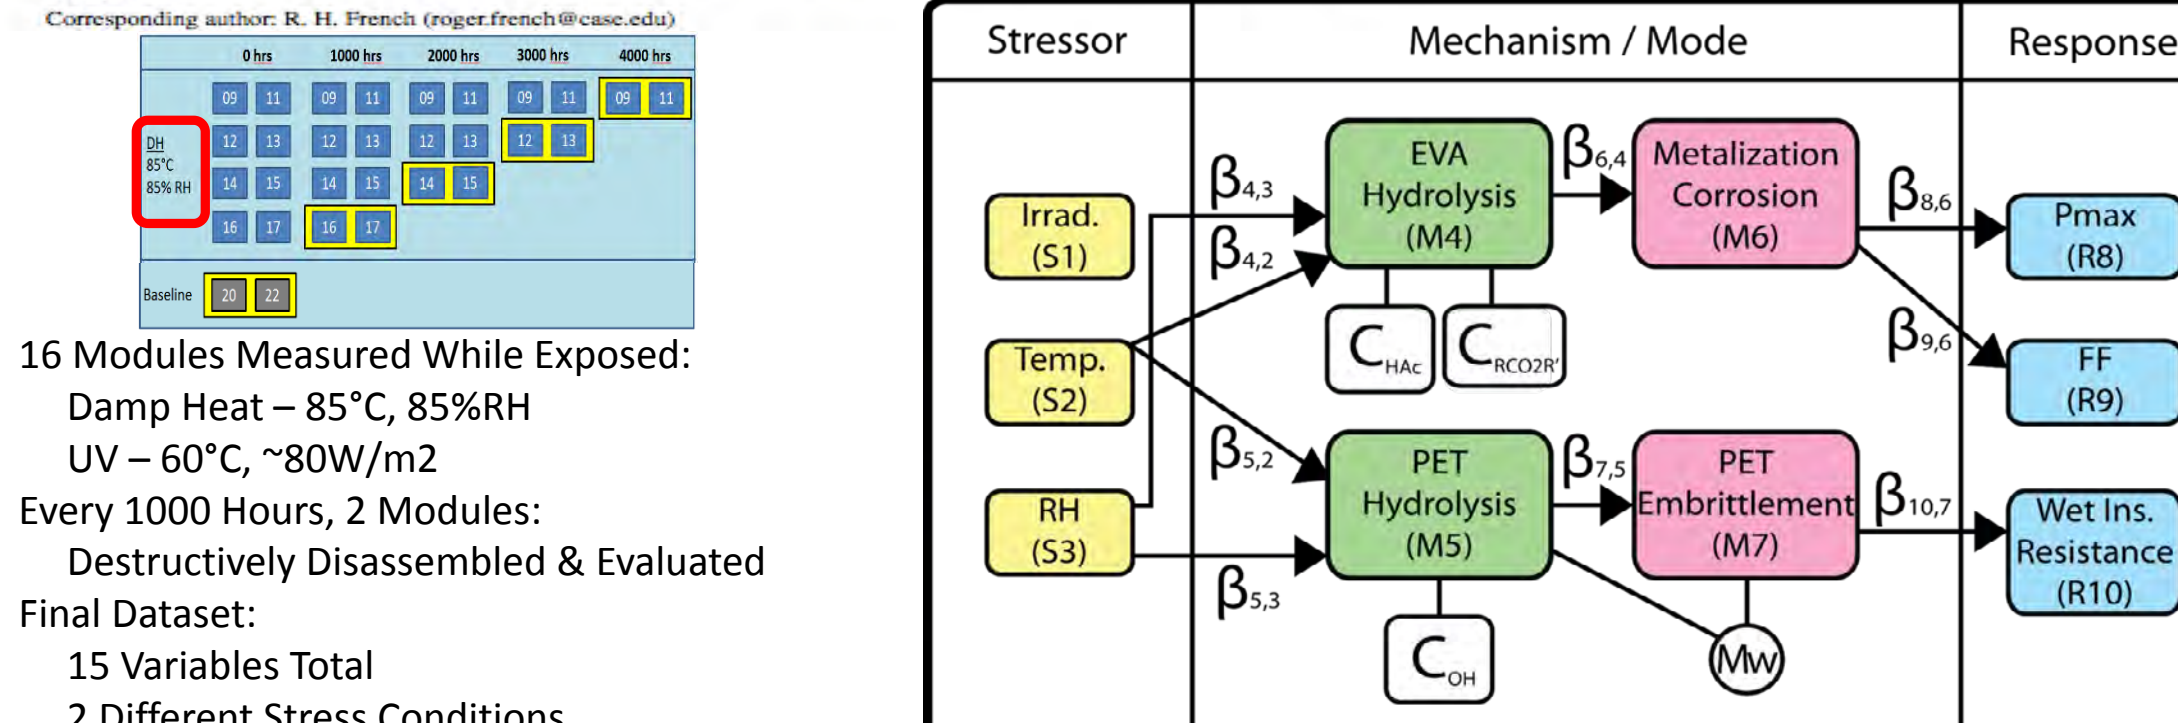 Corresponding author: R. H. French (roger.french@case.edu)
0 hrs 1000 hrs 2000 hrs 3000 hrs 4000 hrs
09 11 09 11 09 11 09 11 09 11
DH
85°C
85% RH
12 13 12 13 12 13 12 13
14 15 14 15 14 15
16 17 16 17
Baseline 20 22
16 Modules Measured While Exposed:
Damp Heat – 85°C, 85%RH
UV – 60°C, ~80W/m2
Every 1000 Hours, 2 Modules:
Destructively Disassembled & Evaluated
Final Dataset:
15 Variables Total
2 Different Stress Conditions
Stressor Mechanism / Mode Response
Irrad.
(S1)
Temp.
(S2)
RH
(S3)
β4,3
β4,2
β5,2
β5,3
EVA
Hydrolysis
(M4)
CHAc CRCO2R'
PET
Hydrolysis
(M5)
COH
β6,4
β7,5
Metalization
Corrosion
(M6)
PET
Embrittlement
(M7)
Mw
β8,6
β9,6
β10,7
Pmax
(R8)
FF
(R9)
Wet Ins.
Resistance
(R10)